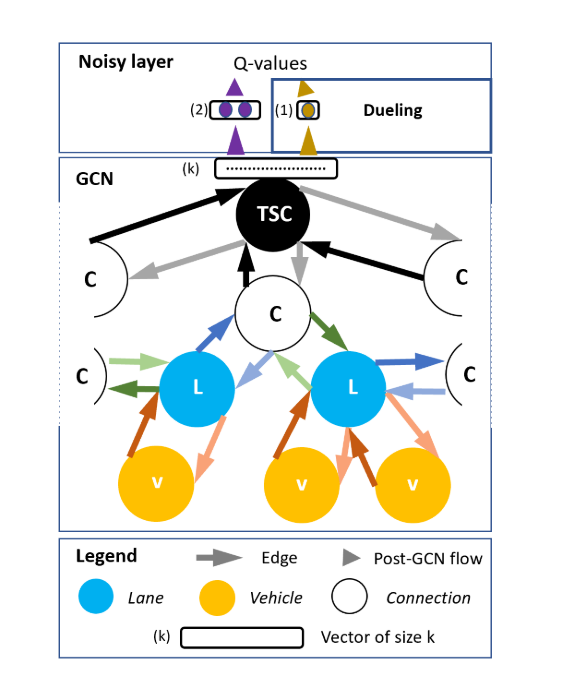 Noisy layer
Q-values
(2)
(1)
Dueling
(k)
GCN
TSC
C
C
C
C
C
L
L
v
v
v
Legend
Edge
Post-GCN flow
Lane
Vehicle
Connection
(k)
Vector of size k